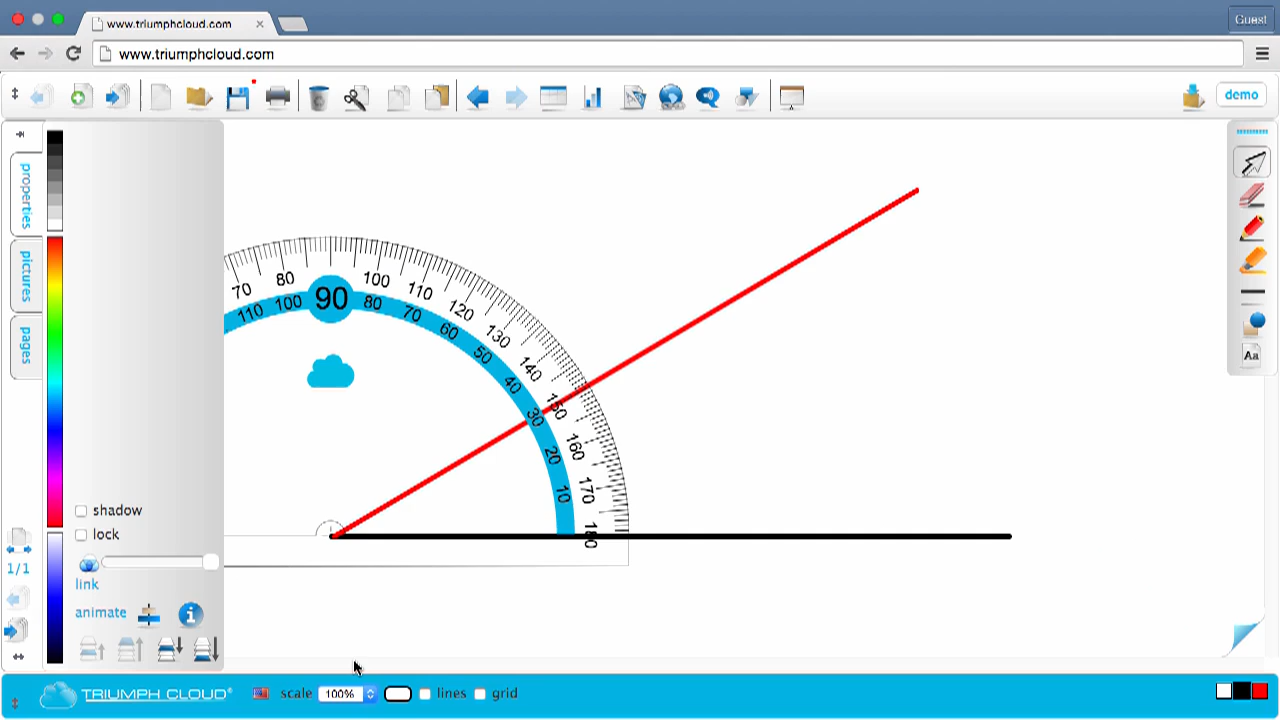 www.triumphcloud.com
Guest
www.triumphcloud.com
demo
properties
pictures
pages
70 80 90 100 110 120 130 140 150 160 170 180
110 100 80 70 60 50 40 30 20 10
shadow
lock
1/1
link
animate
Aa
TRIUMPH CLOUD® scale 100% lines grid